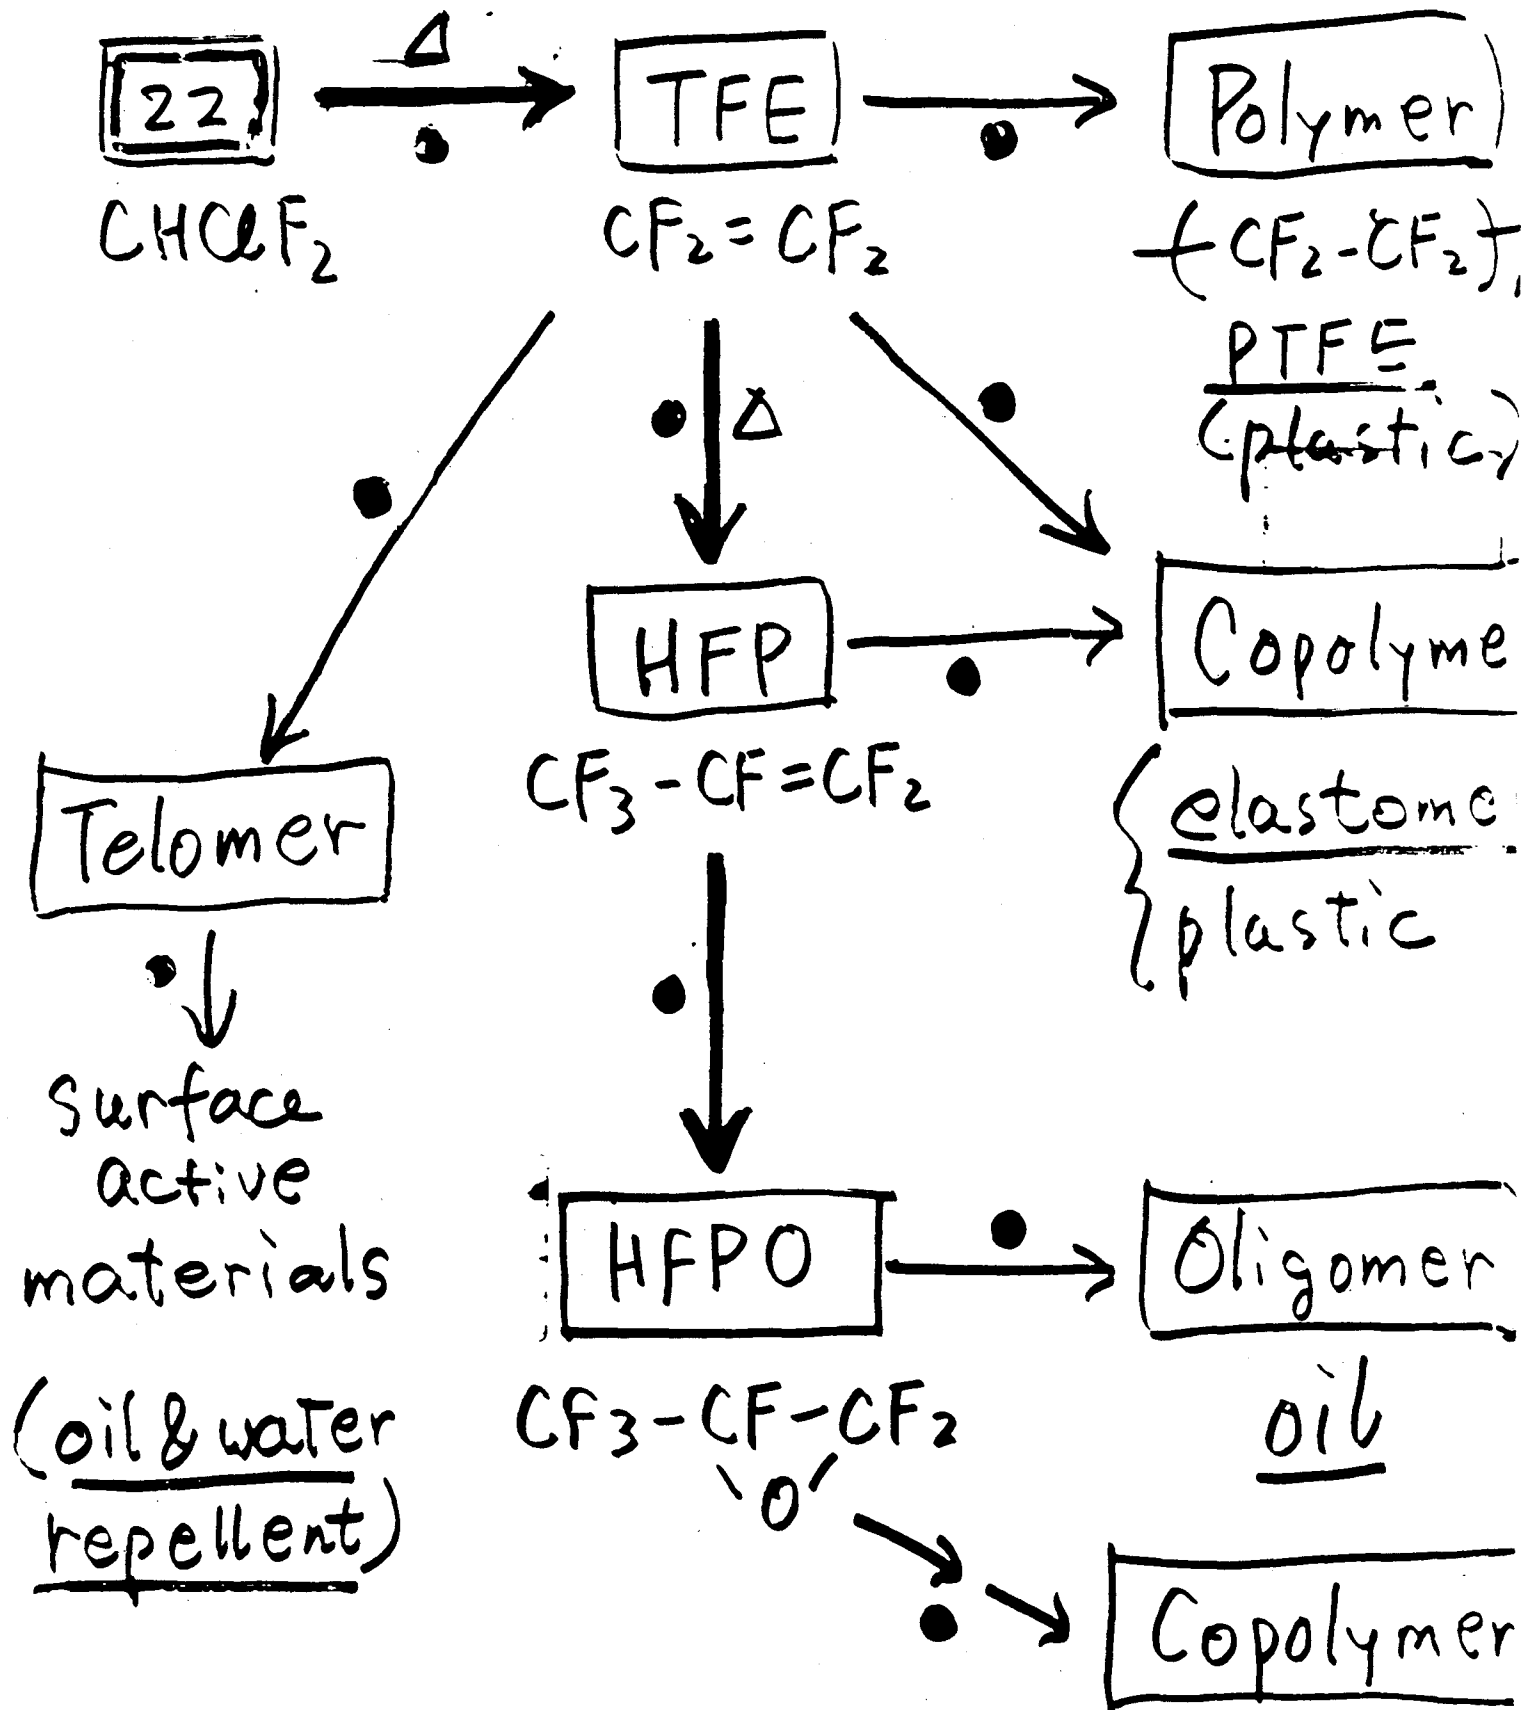 22
Δ
TFE
Polymer
CHClF2
CF2=CF2
-(CF2-CF2)-
PTFE
(plastic)
Δ
HFP
Copolyme
CF3-CF=CF2
elastome
plastic
Telomer
surface
active
materials
(oil & water
repellent)
HFPO
Oligomer
CF3-CF-CF2
O
oil
Copolymer